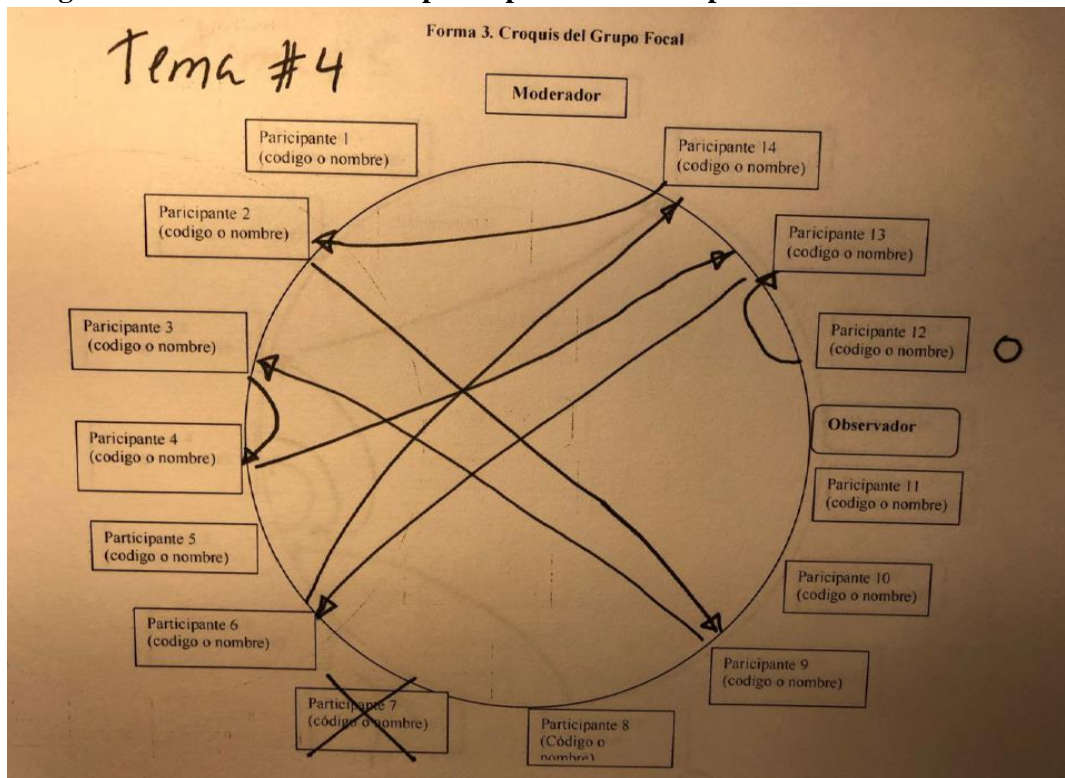 Forma 3. Croquis del Grupo Focal
Tema #4
Moderador
Paricipante 1
(codigo o nombre)
Paricipante 14
(codigo o nombre)
Paricipante 2
(codigo o nombre)
Paricipante 13
(codigo o nombre)
Paricipante 3
(codigo o nombre)
Paricipante 12
(codigo o nombre)
Observador
Paricipante 4
(codigo o nombre)
Paricipante 11
(codigo o nombre)
Participante 5
(codigo o nombre)
Paricipante 10
(codigo o nombre)
Participante 6
(codigo o nombre)
Paricipante 9
(codigo o nombre)
Participante 7
(código o nombre)
Participante 8
(Código o
nombre)